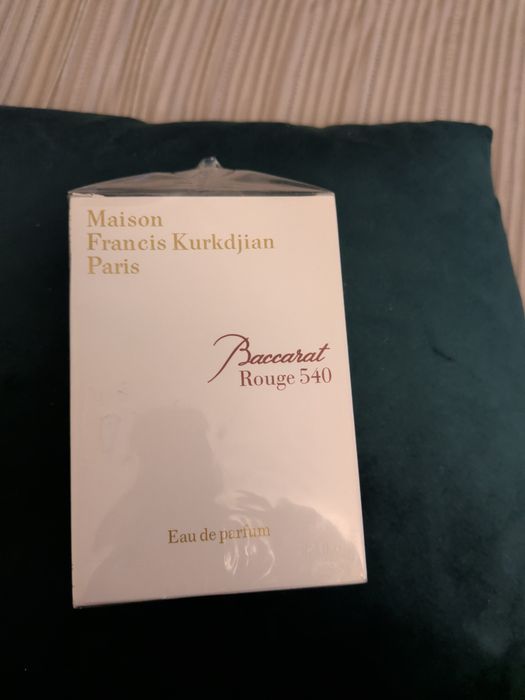 Maison
Francis Kurkdjian
Paris
Baccarat
Rouge 540
Eau de parfum